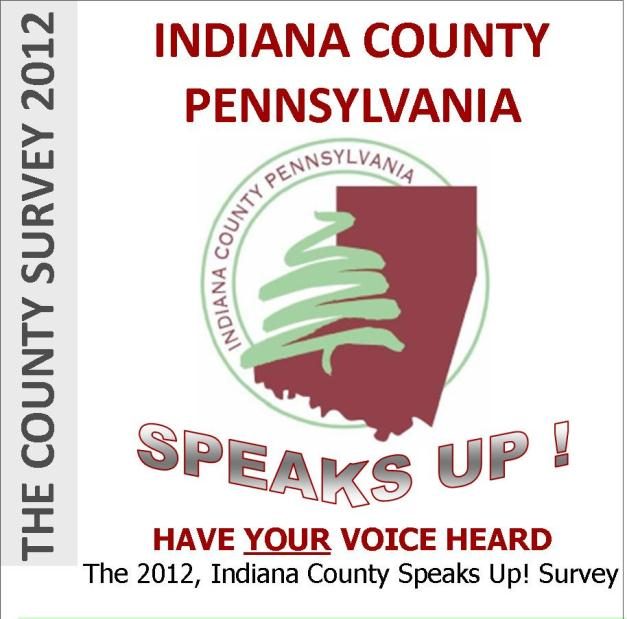 THE COUNTY SURVEY 2012
INDIANA COUNTY
PENNSYLVANIA
INDIANA COUNTY PENNSYLVANIA
SPEAKS UP !
HAVE YOUR VOICE HEARD
The 2012, Indiana County Speaks Up! Survey